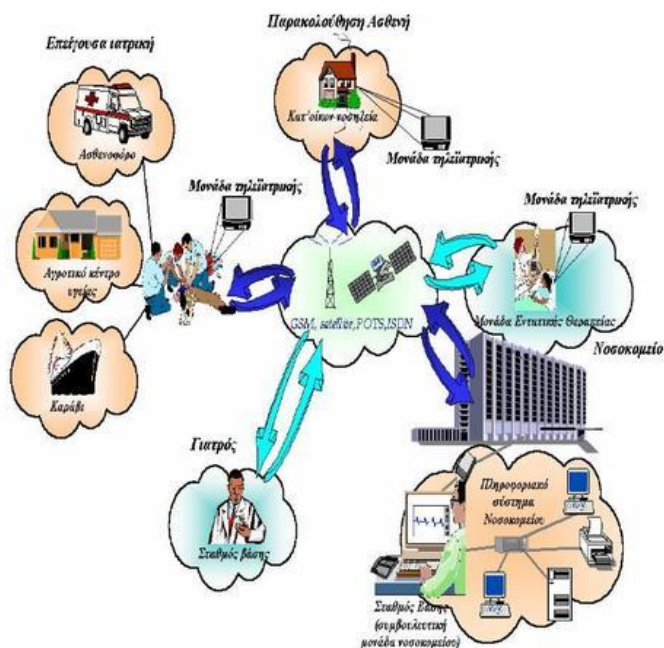 Παρακολούθηση Ασθενή
Επείγουσα ιατρική
Κατ'οίκον νοσηλεία
Ασθενοφόρο
Μονάδα τηλεϊατρικής
Μονάδα τηλεϊατρικής
Μονάδα τηλεϊατρικής
Αγροτικό κέντρο
υγείας
GSM, satellite,POTS,ISDN
Μονάδα Εντατικής Θεραπείας
Νοσοκομείο
Καράβι
Γιατρός
Σταθμός βάσης
Πληροφοριακό
σύστημα
Νοσοκομείου
Σταθμός Βάσης
(συμβουλευτική
μονάδα νοσοκομείου)